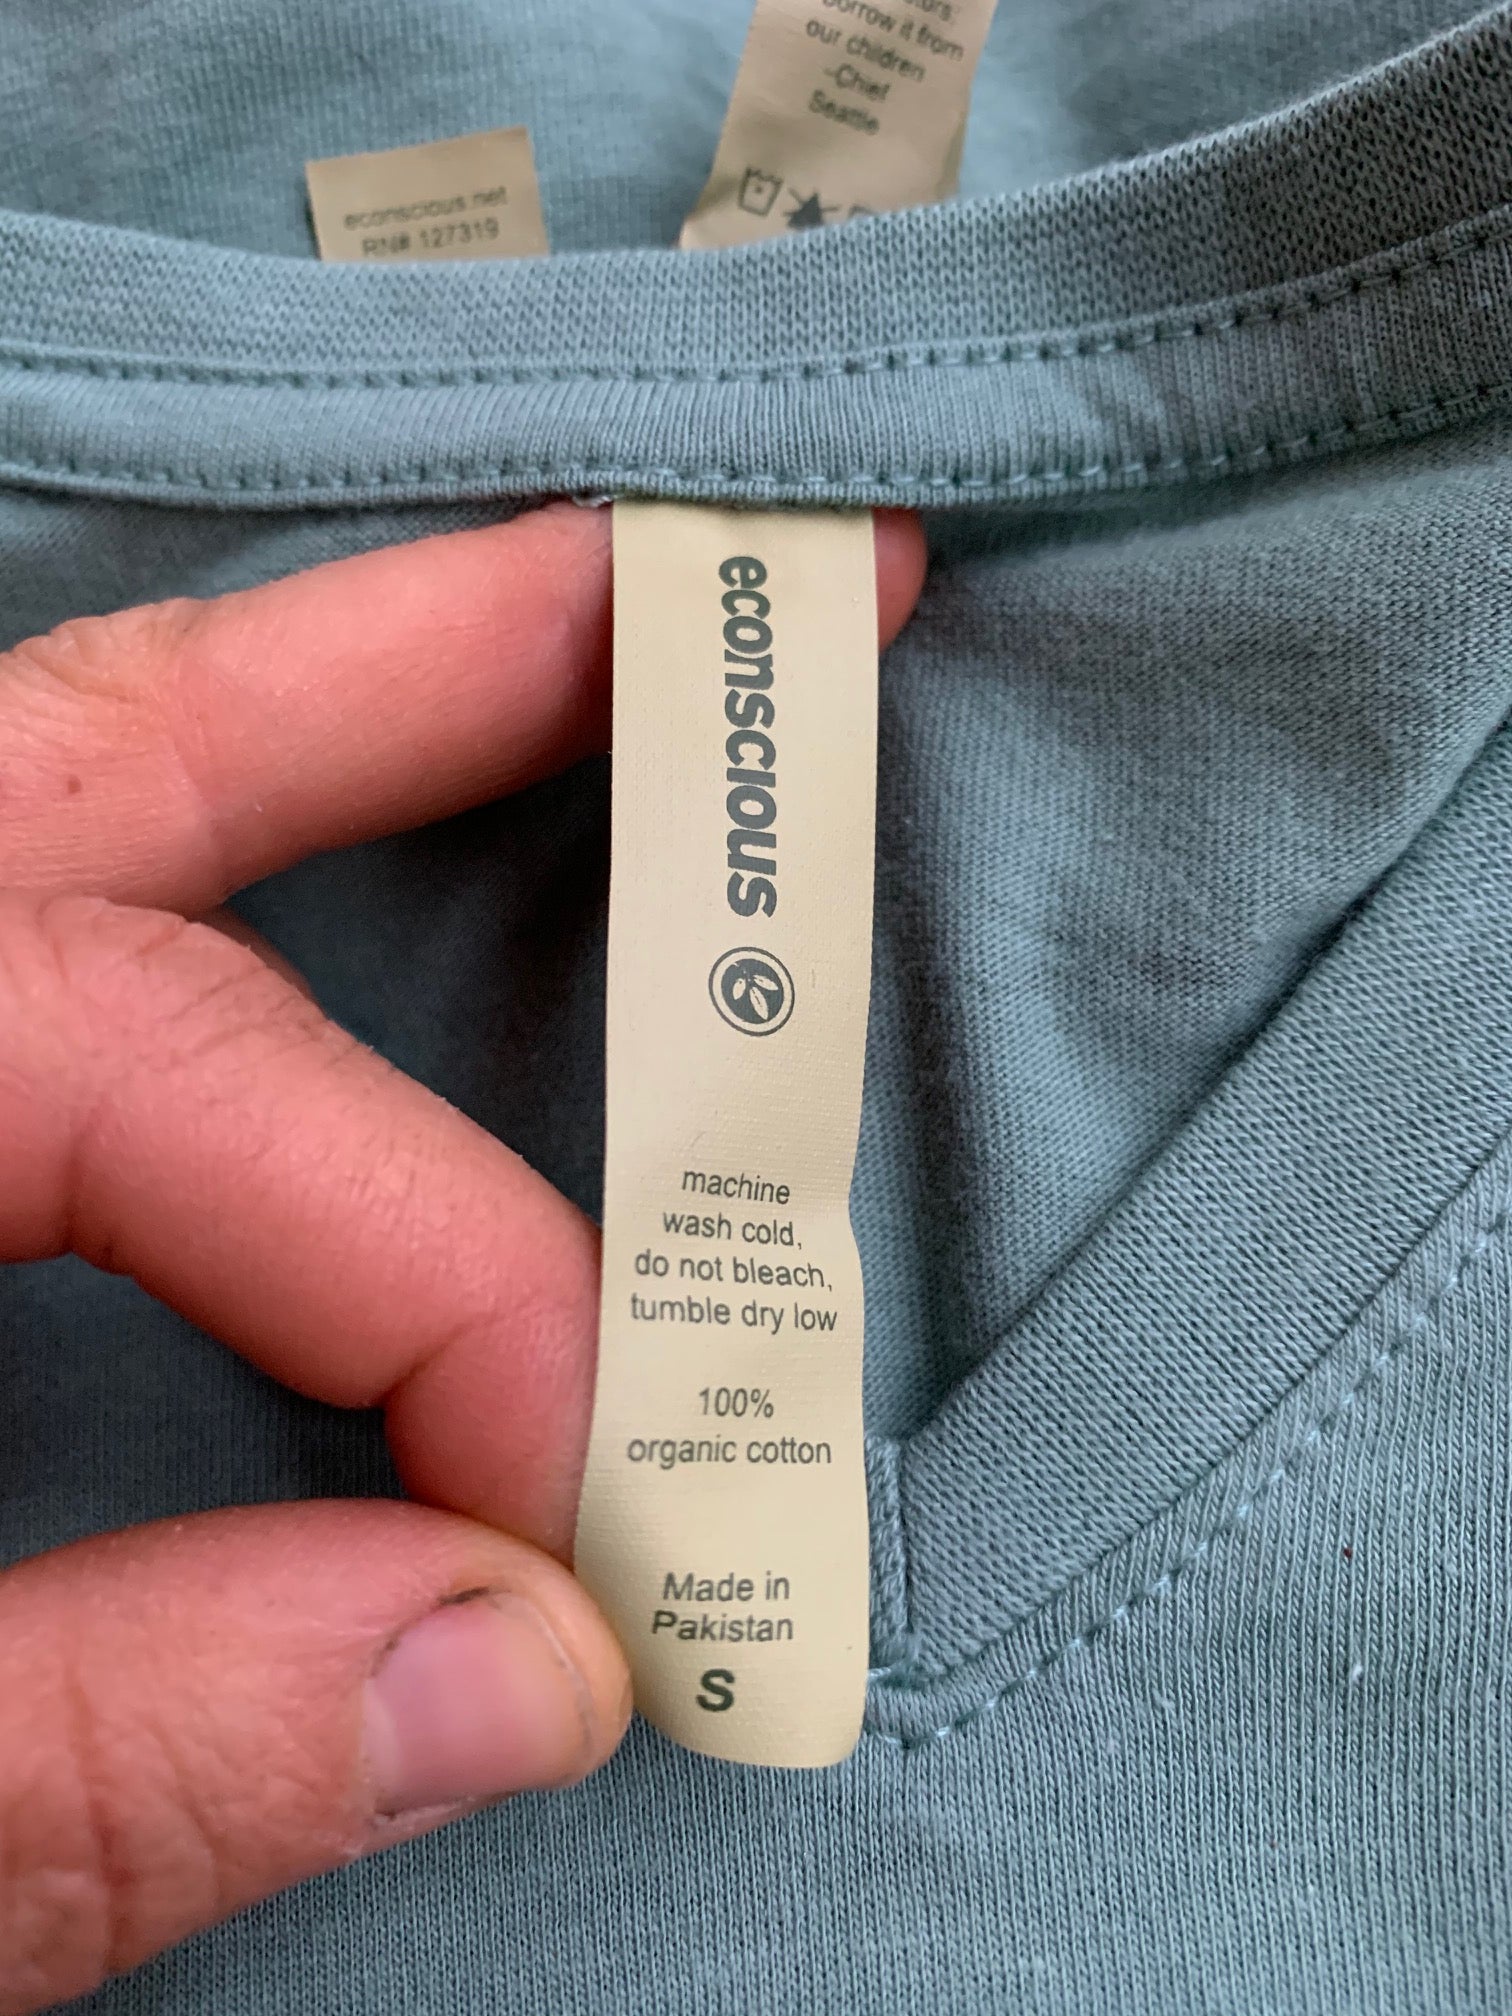 borrow it from
our children
-Chief
Seattle
econscious.net
RN# 127319
econscious
machine
wash cold,
do not bleach,
tumble dry low
100%
organic cotton
Made in
Pakistan
S